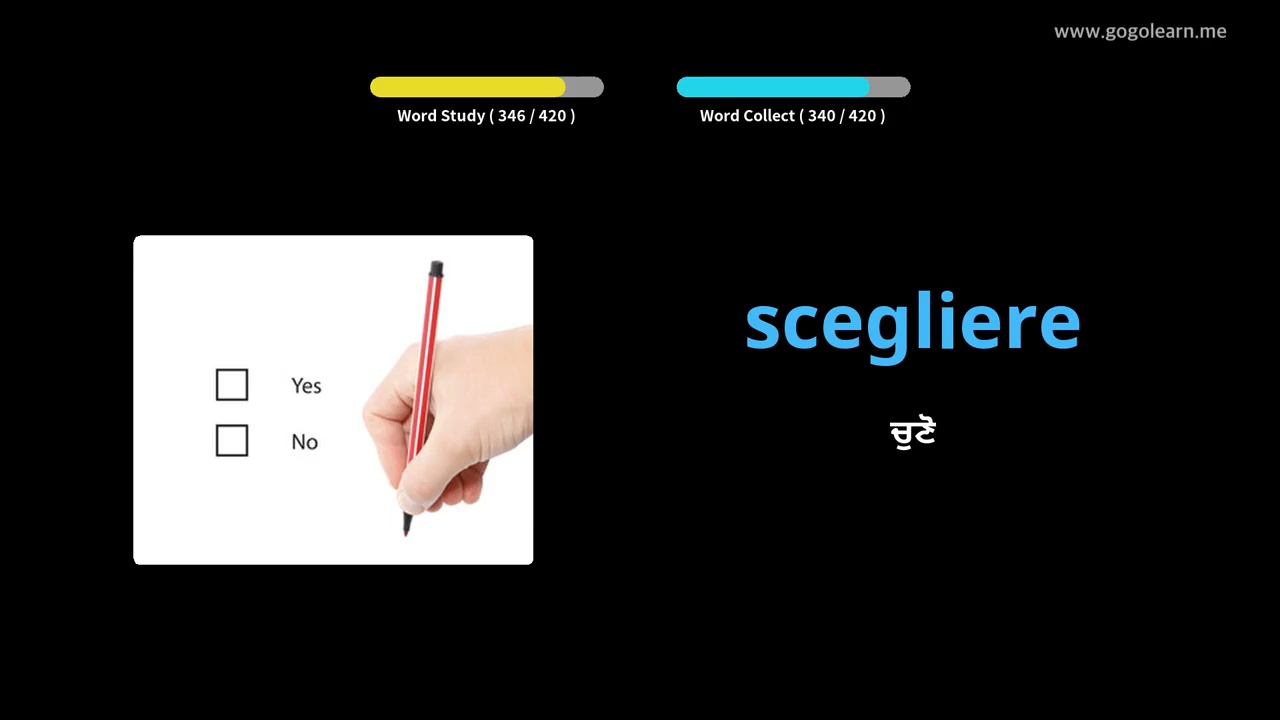 www.gogolearn.me
Word Study ( 346 / 420 )
Word Collect ( 340 / 420 )
Yes
No
scegliere
ਚੁਣੋ